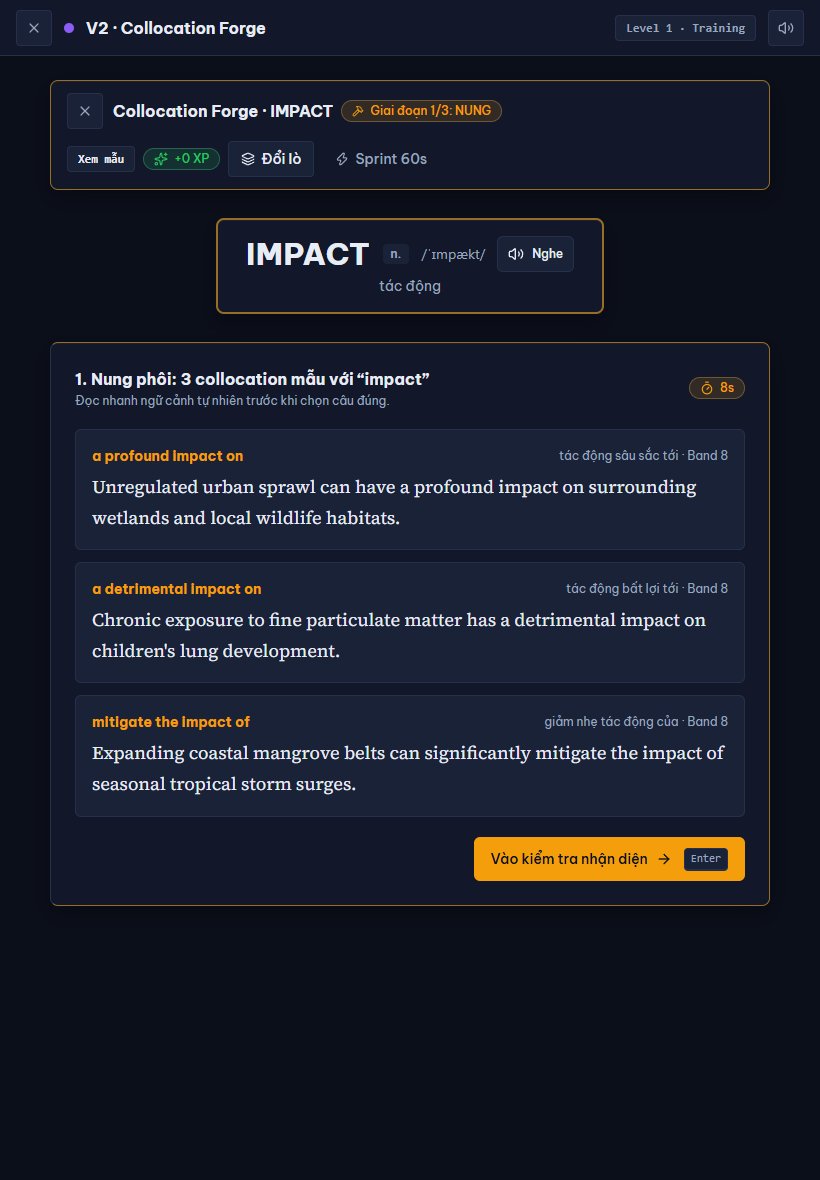 V2 · Collocation Forge
Level 1 · Training
Collocation Forge · IMPACT
Giai đoạn 1/3: NUNG
Xem mẫu
+0 XP
Đổi lò
Sprint 60s
IMPACT n. /ˈɪmpækt/ Nghe
tác động
1. Nung phôi: 3 collocation mẫu với “impact”
Đọc nhanh ngữ cảnh tự nhiên trước khi chọn câu đúng.
8s
a profound impact on
tác động sâu sắc tới · Band 8
Unregulated urban sprawl can have a profound impact on surrounding
wetlands and local wildlife habitats.
a detrimental impact on
tác động bất lợi tới · Band 8
Chronic exposure to fine particulate matter has a detrimental impact on
children's lung development.
mitigate the impact of
giảm nhẹ tác động của · Band 8
Expanding coastal mangrove belts can significantly mitigate the impact of
seasonal tropical storm surges.
Vào kiểm tra nhận diện → Enter